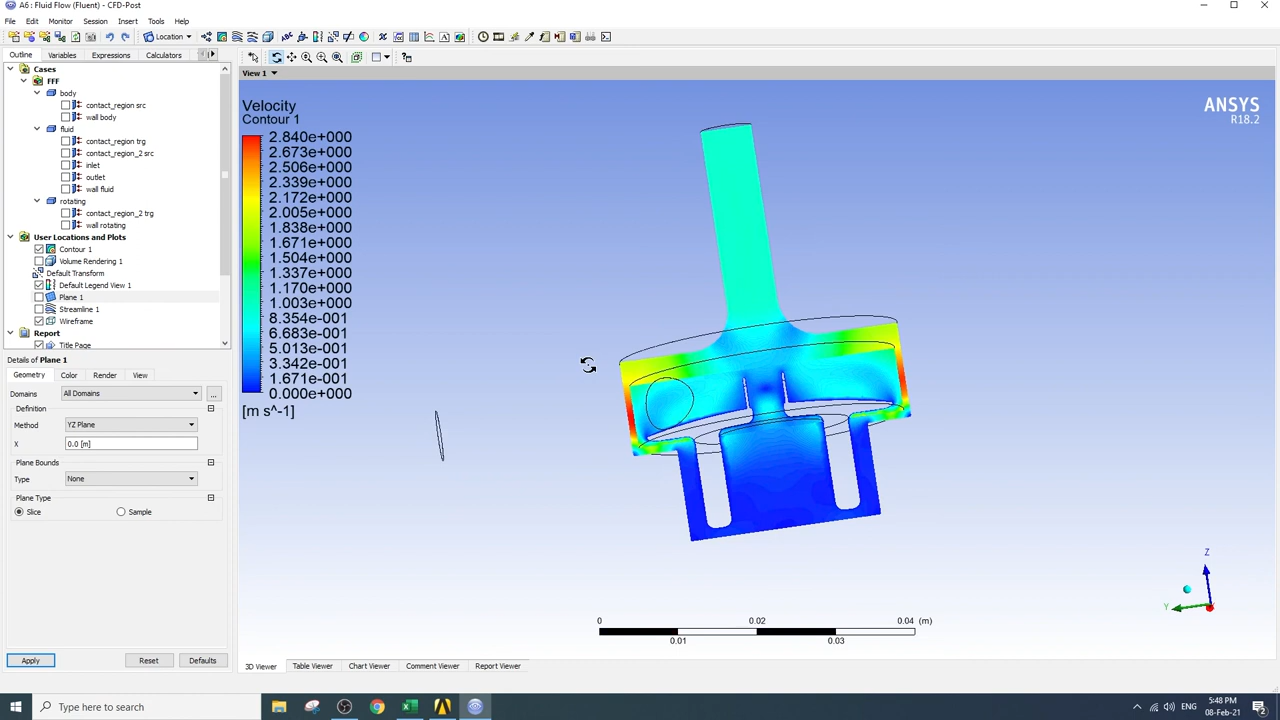 A6 : Fluid Flow (Fluent) - CFD-Post
File Edit Monitor Session Insert Tools Help
Location
Outline Variables Expressions Calculators
Cases
FFF
body
contact_region src
wall body
fluid
contact_region trg
contact_region_2 src
inlet
outlet
wall fluid
rotating
contact_region_2 trg
wall rotating
User Locations and Plots
Contour 1
Volume Rendering 1
Default Transform
Default Legend View 1
Plane 1
Streamline 1
Wireframe
Report
Title Page
Details of Plane 1
Geometry Color Render View
Domains All Domains ...
Definition
Method YZ Plane
X 0.0 [m]
Plane Bounds
Type None
Plane Type
Slice Sample
Apply Reset Defaults
View 1
Velocity
Contour 1
2.840e+000
2.673e+000
2.506e+000
2.339e+000
2.172e+000
2.005e+000
1.838e+000
1.671e+000
1.504e+000
1.337e+000
1.170e+000
1.003e+000
8.354e-001
6.683e-001
5.013e-001
3.342e-001
1.671e-001
0.000e+000
[m s^-1]
ANSYS
R18.2
Z
Y
0 0.02 0.04 (m)
0.01 0.03
3D Viewer Table Viewer Chart Viewer Comment Viewer Report Viewer
Type here to search
ENG
5:48 PM
08-Feb-21
2